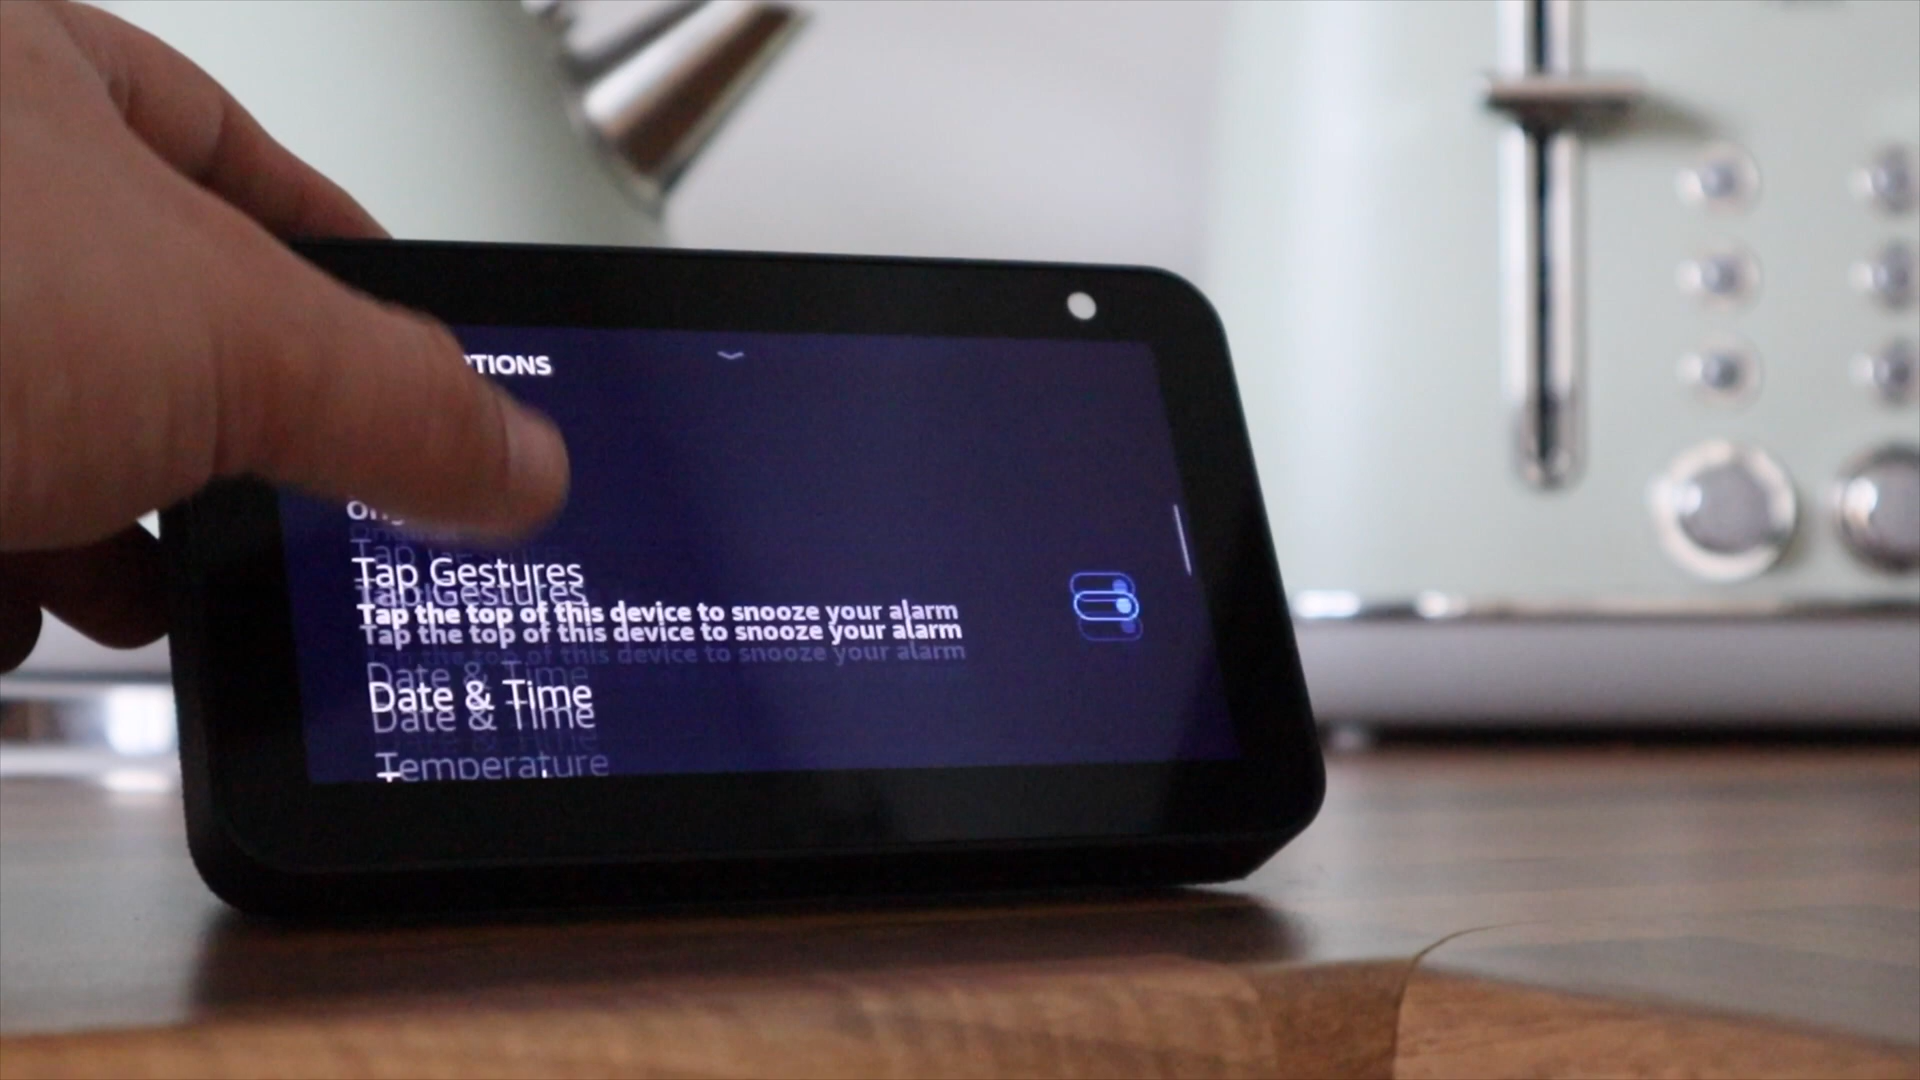 TIONS
Tap Gestures
Tap the top of this device to snooze your alarm
Date & Time
Temperature